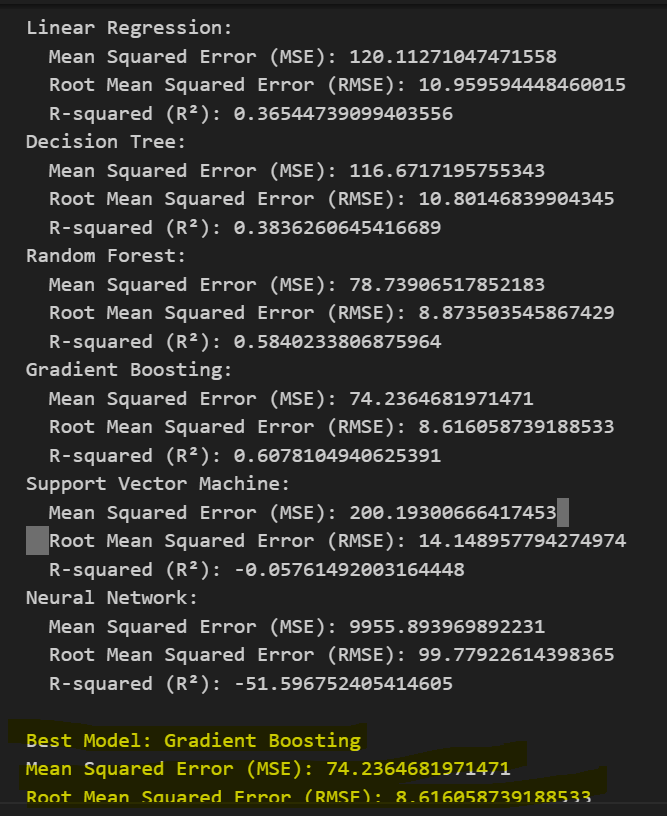 Linear Regression:
Mean Squared Error (MSE): 120.11271047471558
Root Mean Squared Error (RMSE): 10.959594448460015
R-squared (R²): 0.36544739099403556
Decision Tree:
Mean Squared Error (MSE): 116.6717195755343
Root Mean Squared Error (RMSE): 10.80146839904345
R-squared (R²): 0.3836260645416689
Random Forest:
Mean Squared Error (MSE): 78.73906517852183
Root Mean Squared Error (RMSE): 8.873503545867429
R-squared (R²): 0.5840233806875964
Gradient Boosting:
Mean Squared Error (MSE): 74.2364681971471
Root Mean Squared Error (RMSE): 8.616058739188533
R-squared (R²): 0.6078104940625391
Support Vector Machine:
Mean Squared Error (MSE): 200.19300666417453
Root Mean Squared Error (RMSE): 14.148957794274974
R-squared (R²): -0.05761492003164448
Neural Network:
Mean Squared Error (MSE): 9955.893969892231
Root Mean Squared Error (RMSE): 99.77922614398365
R-squared (R²): -51.596752405414605
Best Model: Gradient Boosting
Mean Squared Error (MSE): 74.2364681971471
Root Mean Squared Error (RMSE): 8.616058739188533